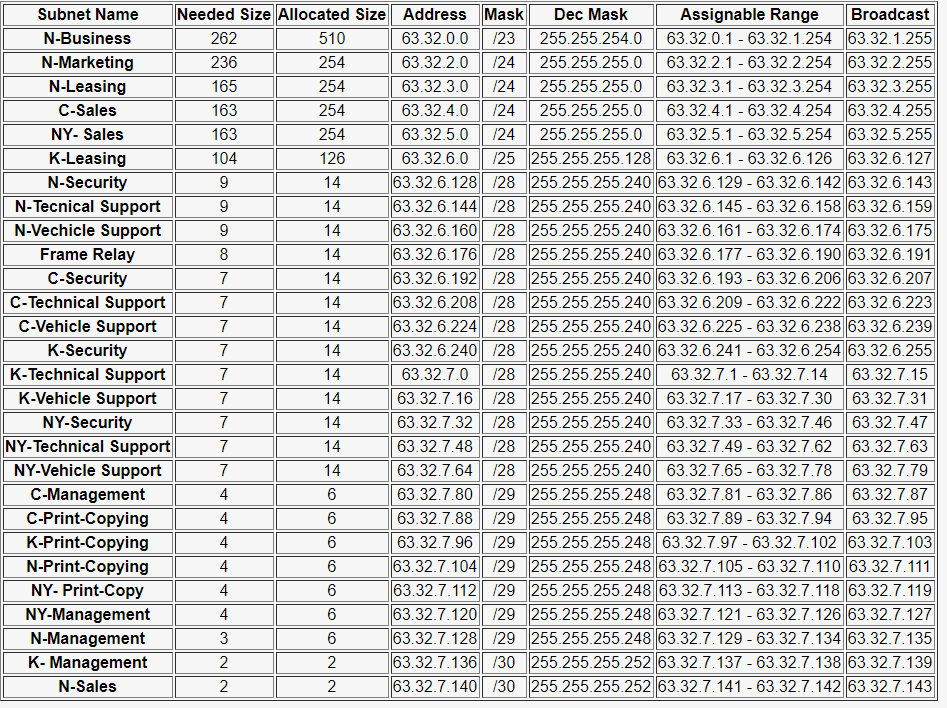 Subnet Name Needed Size Allocated Size Address Mask Dec Mask Assignable Range Broadcast
N-Business 262 510 63.32.0.0 /23 255.255.254.0 63.32.0.1 - 63.32.1.254 63.32.1.255
N-Marketing 236 254 63.32.2.0 /24 255.255.255.0 63.32.2.1 - 63.32.2.254 63.32.2.255
N-Leasing 165 254 63.32.3.0 /24 255.255.255.0 63.32.3.1 - 63.32.3.254 63.32.3.255
C-Sales 163 254 63.32.4.0 /24 255.255.255.0 63.32.4.1 - 63.32.4.254 63.32.4.255
NY- Sales 163 254 63.32.5.0 /24 255.255.255.0 63.32.5.1 - 63.32.5.254 63.32.5.255
K-Leasing 104 126 63.32.6.0 /25 255.255.255.128 63.32.6.1 - 63.32.6.126 63.32.6.127
N-Security 9 14 63.32.6.128 /28 255.255.255.240 63.32.6.129 - 63.32.6.142 63.32.6.143
N-Tecnical Support 9 14 63.32.6.144 /28 255.255.255.240 63.32.6.145 - 63.32.6.158 63.32.6.159
N-Vechicle Support 9 14 63.32.6.160 /28 255.255.255.240 63.32.6.161 - 63.32.6.174 63.32.6.175
Frame Relay 8 14 63.32.6.176 /28 255.255.255.240 63.32.6.177 - 63.32.6.190 63.32.6.191
C-Security 7 14 63.32.6.192 /28 255.255.255.240 63.32.6.193 - 63.32.6.206 63.32.6.207
C-Technical Support 7 14 63.32.6.208 /28 255.255.255.240 63.32.6.209 - 63.32.6.222 63.32.6.223
C-Vehicle Support 7 14 63.32.6.224 /28 255.255.255.240 63.32.6.225 - 63.32.6.238 63.32.6.239
K-Security 7 14 63.32.6.240 /28 255.255.255.240 63.32.6.241 - 63.32.6.254 63.32.6.255
K-Technical Support 7 14 63.32.7.0 /28 255.255.255.240 63.32.7.1 - 63.32.7.14 63.32.7.15
K-Vehicle Support 7 14 63.32.7.16 /28 255.255.255.240 63.32.7.17 - 63.32.7.30 63.32.7.31
NY-Security 7 14 63.32.7.32 /28 255.255.255.240 63.32.7.33 - 63.32.7.46 63.32.7.47
NY-Technical Support 7 14 63.32.7.48 /28 255.255.255.240 63.32.7.49 - 63.32.7.62 63.32.7.63
NY-Vehicle Support 7 14 63.32.7.64 /28 255.255.255.240 63.32.7.65 - 63.32.7.78 63.32.7.79
C-Management 4 6 63.32.7.80 /29 255.255.255.248 63.32.7.81 - 63.32.7.86 63.32.7.87
C-Print-Copying 4 6 63.32.7.88 /29 255.255.255.248 63.32.7.89 - 63.32.7.94 63.32.7.95
K-Print-Copying 4 6 63.32.7.96 /29 255.255.255.248 63.32.7.97 - 63.32.7.102 63.32.7.103
N-Print-Copying 4 6 63.32.7.104 /29 255.255.255.248 63.32.7.105 - 63.32.7.110 63.32.7.111
NY- Print-Copy 4 6 63.32.7.112 /29 255.255.255.248 63.32.7.113 - 63.32.7.118 63.32.7.119
NY-Management 4 6 63.32.7.120 /29 255.255.255.248 63.32.7.121 - 63.32.7.126 63.32.7.127
N-Management 3 6 63.32.7.128 /29 255.255.255.248 63.32.7.129 - 63.32.7.134 63.32.7.135
K- Management 2 2 63.32.7.136 /30 255.255.255.252 63.32.7.137 - 63.32.7.138 63.32.7.139
N-Sales 2 2 63.32.7.140 /30 255.255.255.252 63.32.7.141 - 63.32.7.142 63.32.7.143